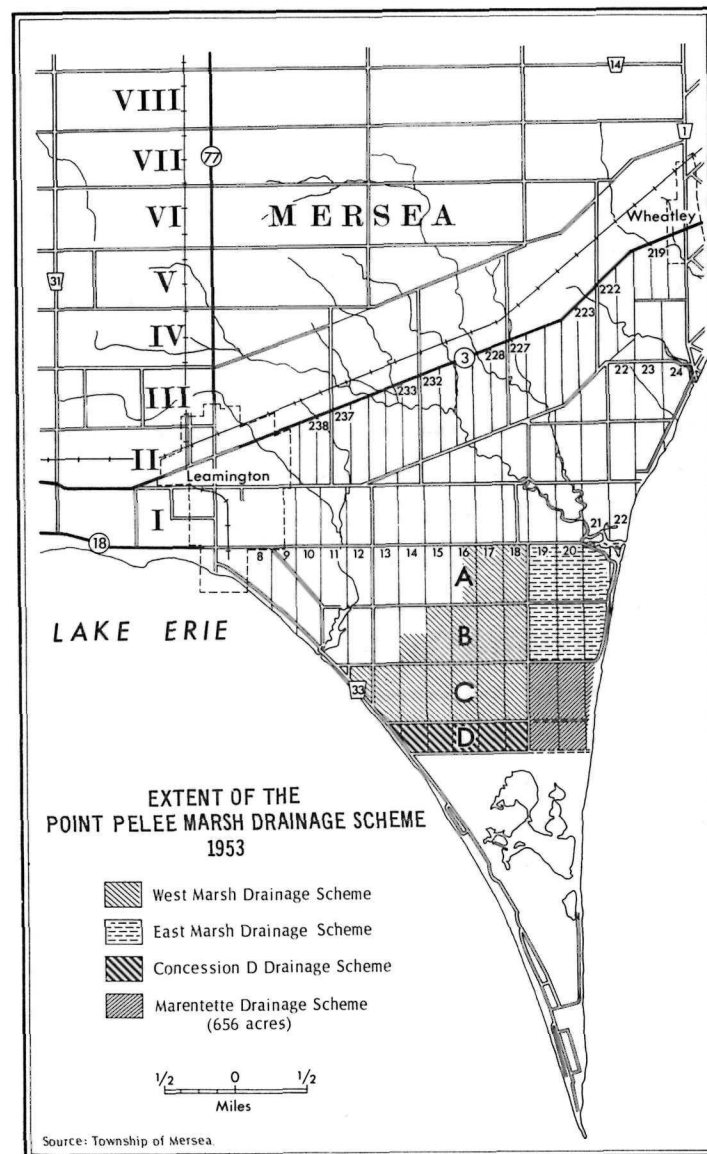 14
VIII
1
VII
77
VI
MERSEA
Wheatley
219
31
V
222
223
IV
227
228
3
232
233
22
23
24
III
237
238
II
Leamington
I
21
22
18
8
9
10
11
12
13
14
15
16
17
18
19
20
A
LAKE ERIE
B
C
33
D
EXTENT OF THE
POINT PELEE MARSH DRAINAGE SCHEME
1953
West Marsh Drainage Scheme
East Marsh Drainage Scheme
Concession D Drainage Scheme
Marentette Drainage Scheme
(656 acres)
1/2 0 1/2
Miles
Source: Township of Mersea.